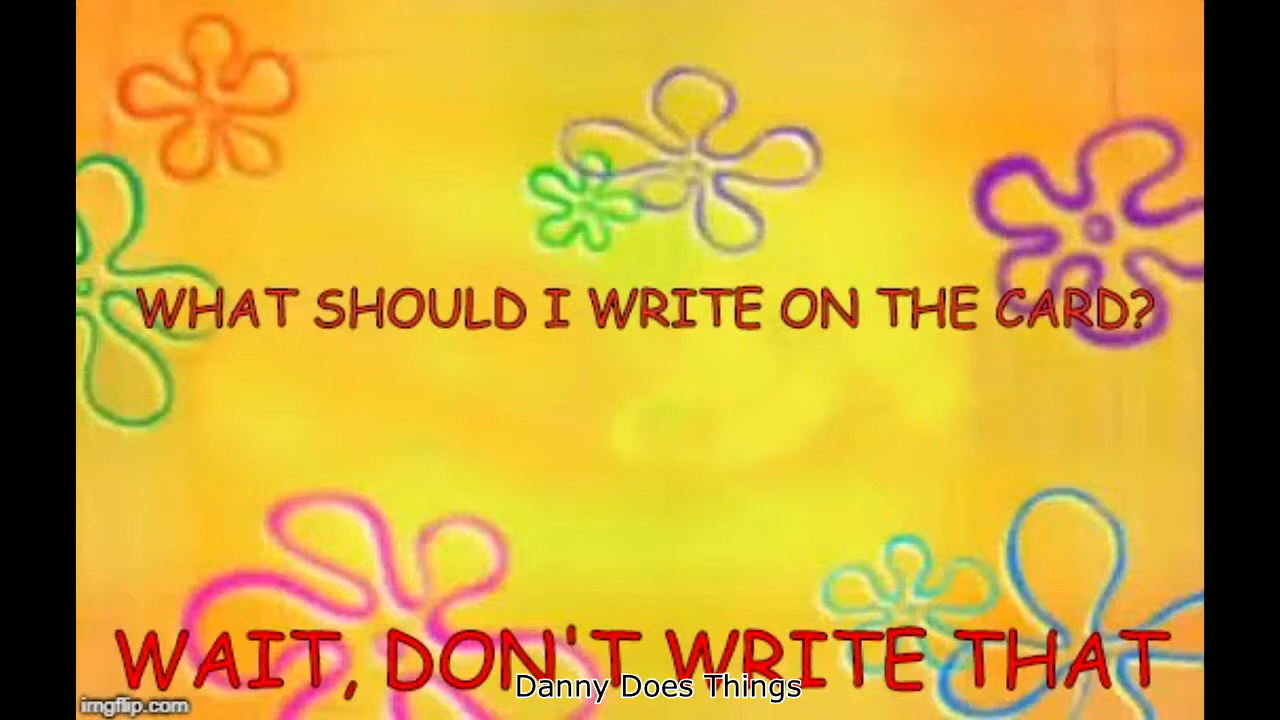 WHAT SHOULD I WRITE ON THE CARD?
WAIT, DON'T WRITE THAT
Danny Does Things
imgflip.com